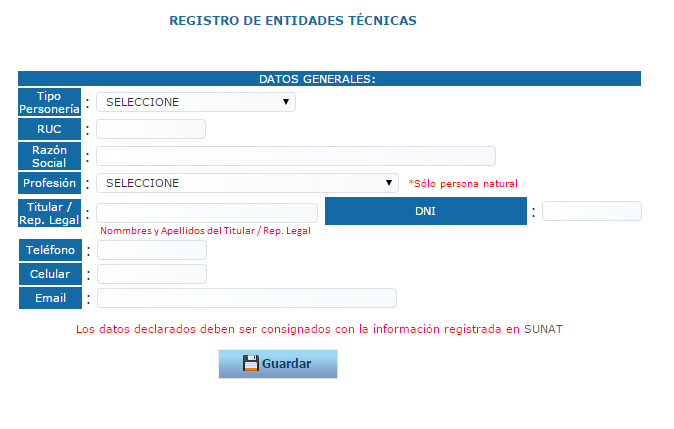 REGISTRO DE ENTIDADES TÉCNICAS
DATOS GENERALES:
Tipo
Personería : SELECCIONE
RUC :
Razón
Social :
Profesión : SELECCIONE *Sólo persona natural
Titular /
Rep. Legal : DNI :
Nommbres y Apellidos del Titular / Rep. Legal
Teléfono :
Celular :
Email :
Los datos declarados deben ser consignados con la información registrada en SUNAT
Guardar